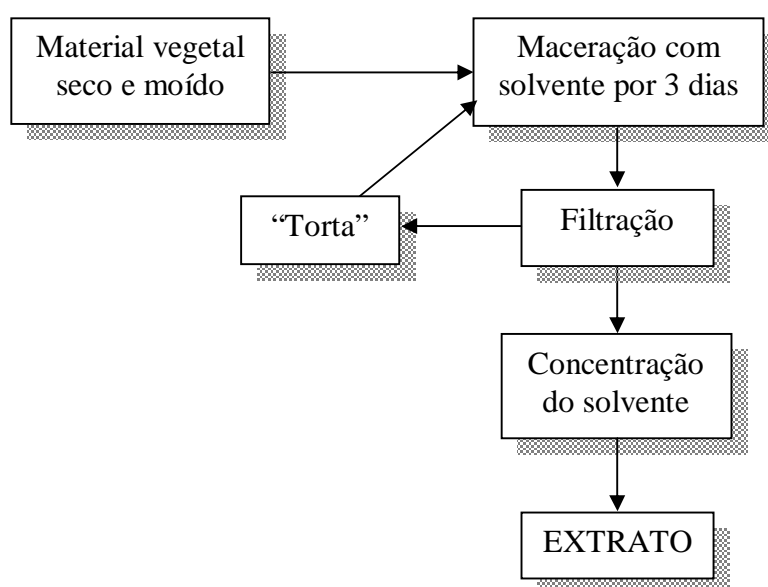 Material vegetal
seco e moído
Maceração com
solvente por 3 dias
“Torta”
Filtração
Concentração
do solvente
EXTRATO